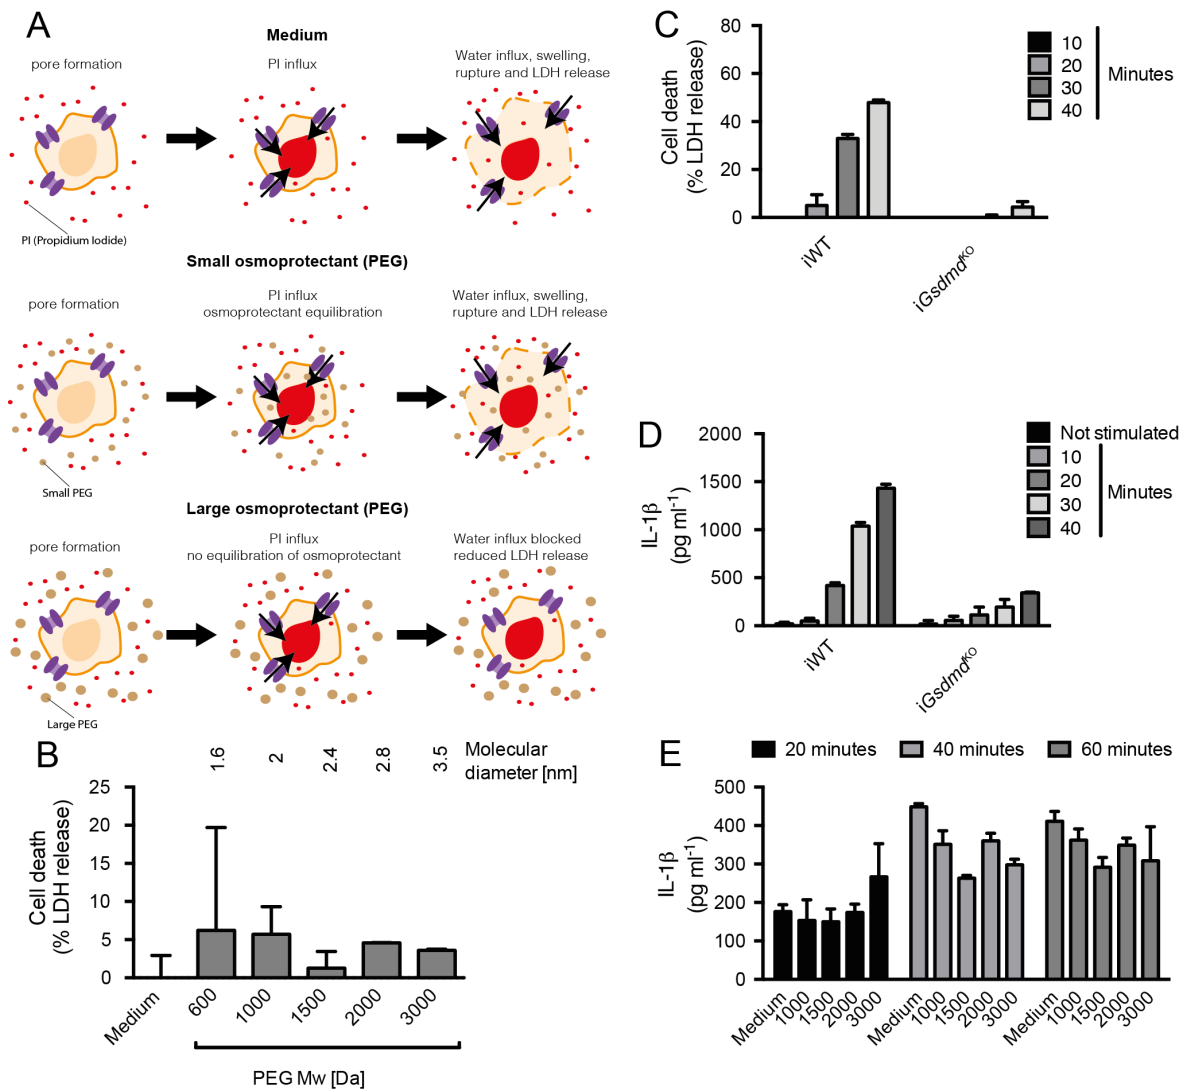 A
Medium
pore formation
PI influx
Water influx, swelling,
rupture and LDH release
PI (Propidium Iodide)
Small osmoprotectant (PEG)
pore formation
PI influx
osmoprotectant equilibration
Water influx, swelling,
rupture and LDH release
Small PEG
Large osmoprotectant (PEG)
pore formation
PI influx
no equilibration of osmoprotectant
Water influx blocked
reduced LDH release
Large PEG
B
1.6
2
2.4
2.8
3.5
Molecular
diameter [nm]
Cell death
(% LDH release)
25
20
15
10
5
0
Medium
600
1000
1500
2000
3000
PEG Mw [Da]
C
Cell death
(% LDH release)
80
60
40
20
0
iWT
iGsdmdKO
10
20
30
40
Minutes
D
IL-1β
(pg ml-1)
2000
1500
1000
500
0
iWT
iGsdmdKO
Not stimulated
10
20
30
40
Minutes
E
20 minutes
40 minutes
60 minutes
IL-1β
(pg ml-1)
500
400
300
200
100
0
Medium
1000
1500
2000
3000
Medium
1000
1500
2000
3000
Medium
1000
1500
2000
3000